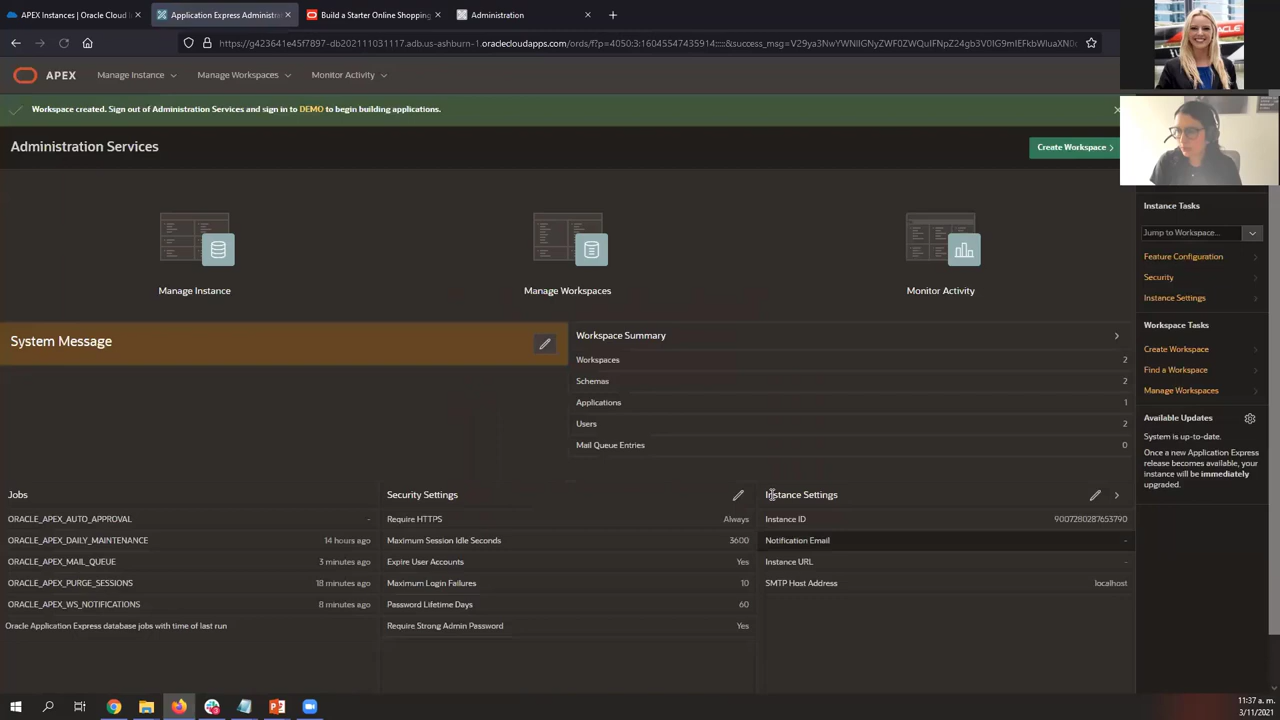 APEX Instances | Oracle Cloud I
Application Express Administra
Build a Starter Online Shopping
Administration
APEX
Manage Instance
Manage Workspaces
Monitor Activity
Workspace created. Sign out of Administration Services and sign in to DEMO to begin building applications.
Administration Services
Create Workspace
Manage Instance
Manage Workspaces
Monitor Activity
Instance Tasks
Jump to Workspace...
Feature Configuration
Security
Instance Settings
Workspace Tasks
Create Workspace
Find a Workspace
Manage Workspaces
Available Updates
System is up-to-date.
Once a new Application Express
release becomes available, your
instance will be immediately
upgraded.
System Message
Workspace Summary
Workspaces 2
Schemas 2
Applications 1
Users 2
Mail Queue Entries 0
Jobs
ORACLE_APEX_AUTO_APPROVAL -
ORACLE_APEX_DAILY_MAINTENANCE 14 hours ago
ORACLE_APEX_MAIL_QUEUE 3 minutes ago
ORACLE_APEX_PURGE_SESSIONS 18 minutes ago
ORACLE_APEX_WS_NOTIFICATIONS 8 minutes ago
Oracle Application Express database jobs with time of last run
Security Settings
Require HTTPS Always
Maximum Session Idle Seconds 3600
Expire User Accounts Yes
Maximum Login Failures 10
Password Lifetime Days 60
Require Strong Admin Password Yes
Instance Settings
Instance ID 9007280287653790
Notification Email -
Instance URL -
SMTP Host Address localhost
11:37 a. m.
3/11/2021